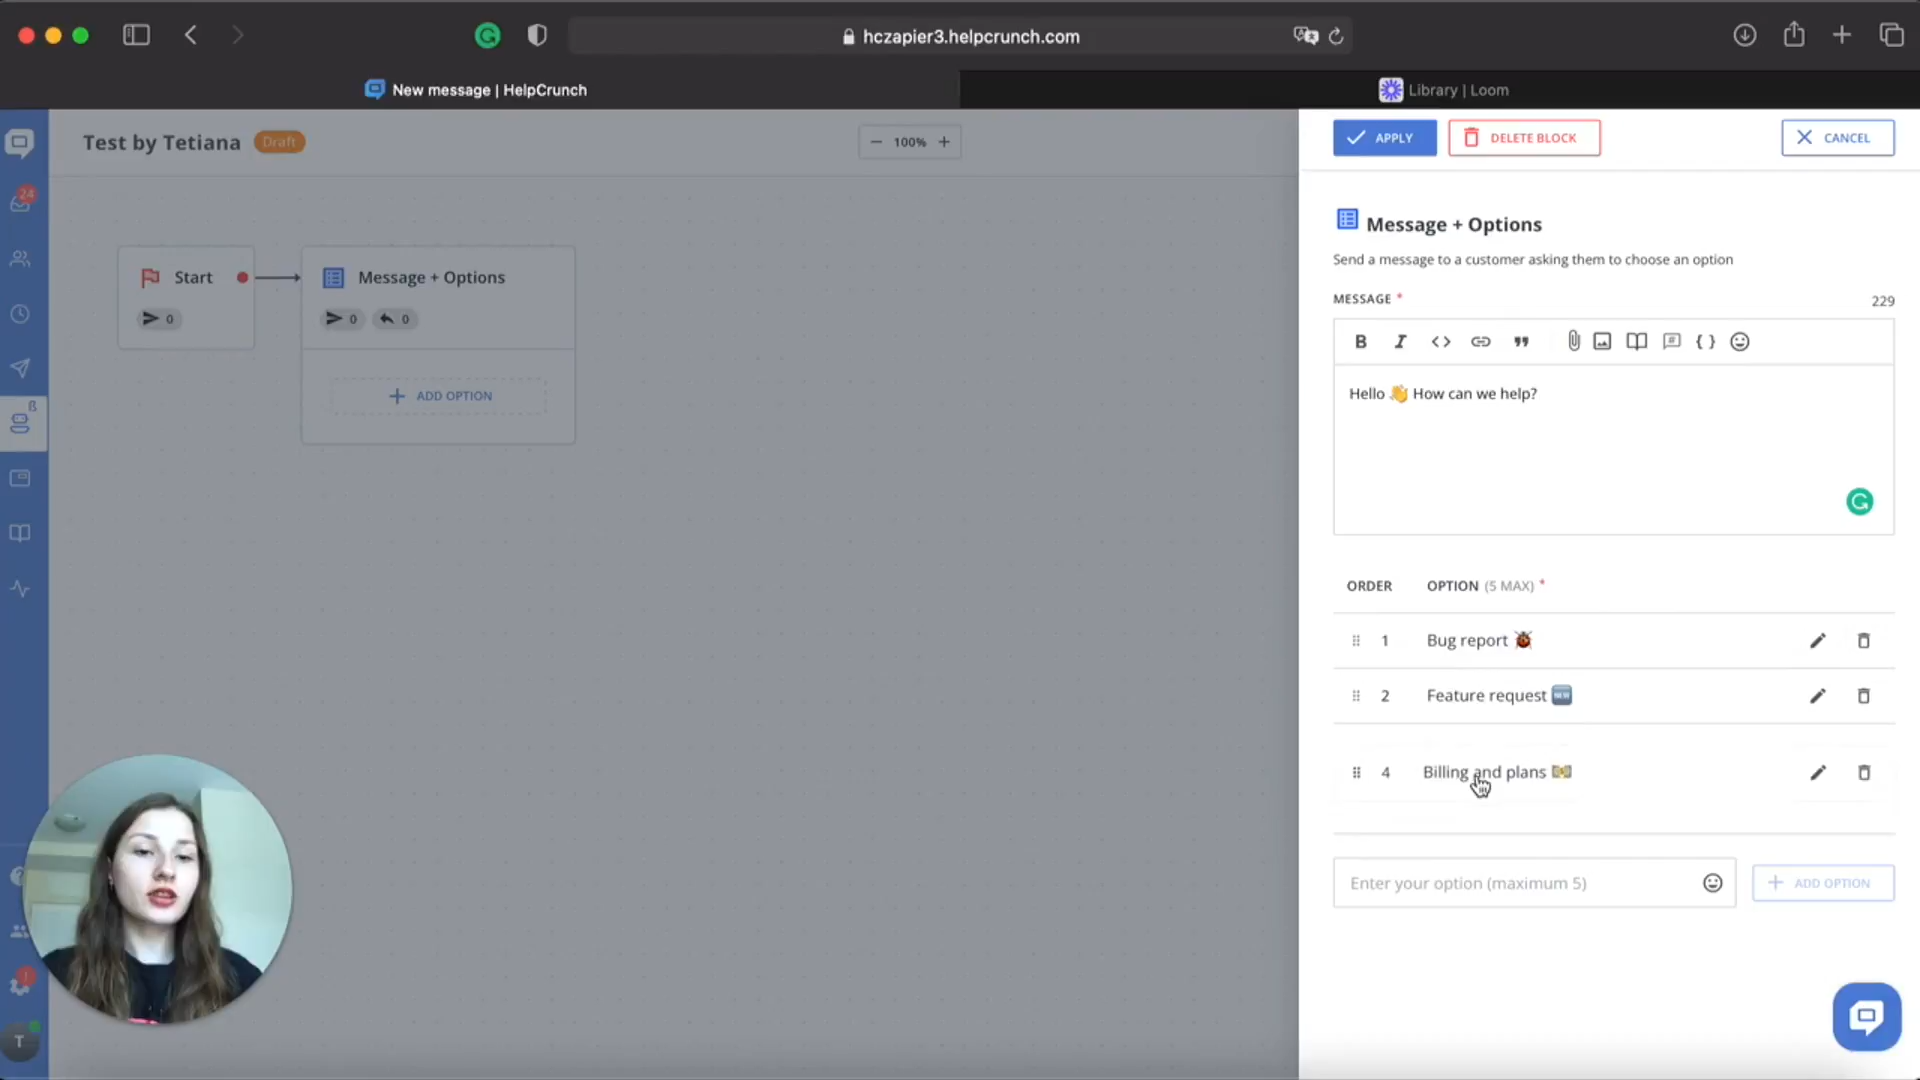 hczapier3.helpcrunch.com
New message | HelpCrunch
Library | Loom
Test by Tetiana
Draft
− 100% +
APPLY
DELETE BLOCK
CANCEL
24
Start
Message + Options
0
0
0
+ ADD OPTION
Message + Options
Send a message to a customer asking them to choose an option
MESSAGE *
229
B I <> { }
Hello 👋 How can we help?
ORDER OPTION (5 MAX) *
1 Bug report 🐞
2 Feature request 🆕
4 Billing and plans 💵
Enter your option (maximum 5)
+ ADD OPTION
T